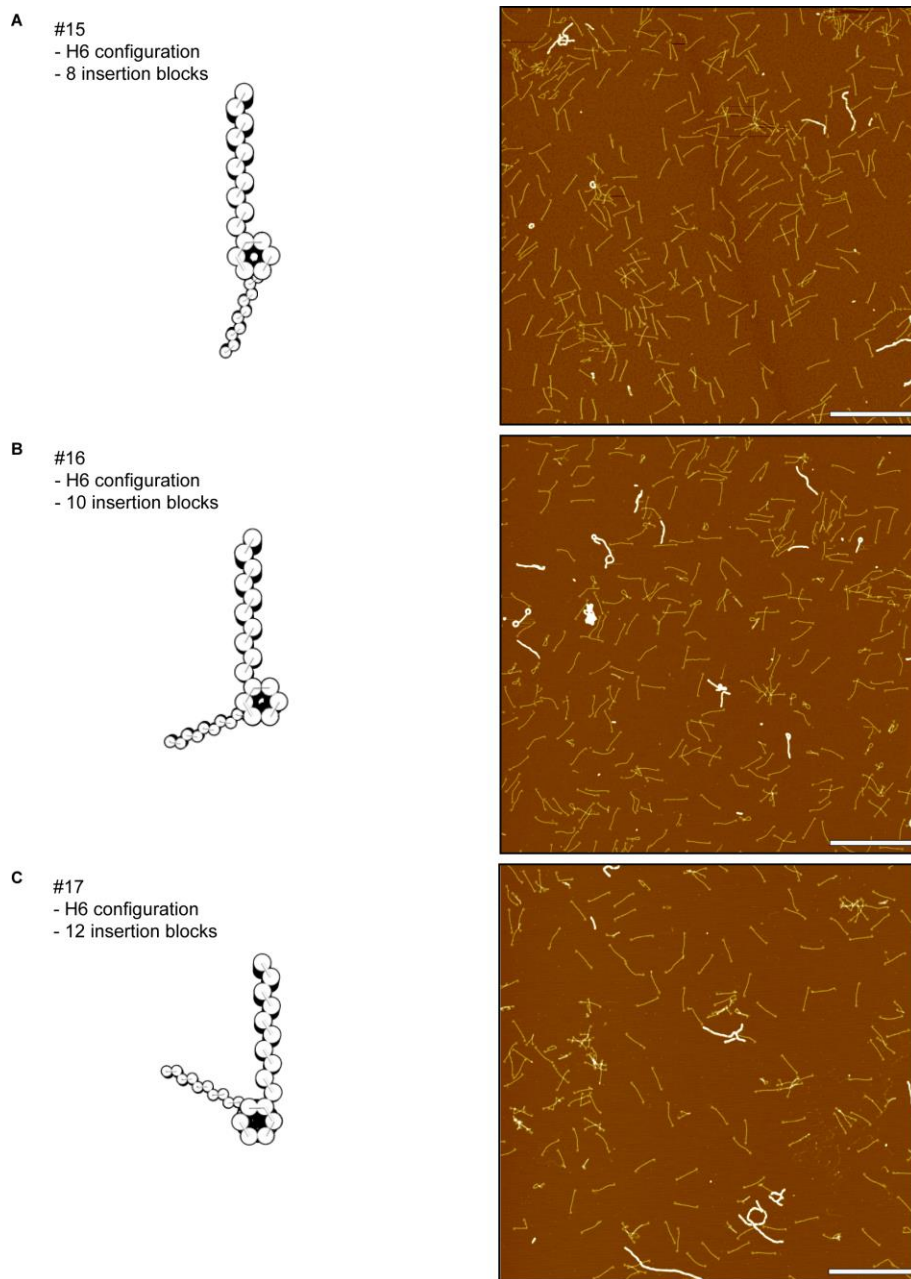 A
#15
- H6 configuration
- 8 insertion blocks
B
#16
- H6 configuration
- 10 insertion blocks
C
#17
- H6 configuration
- 12 insertion blocks